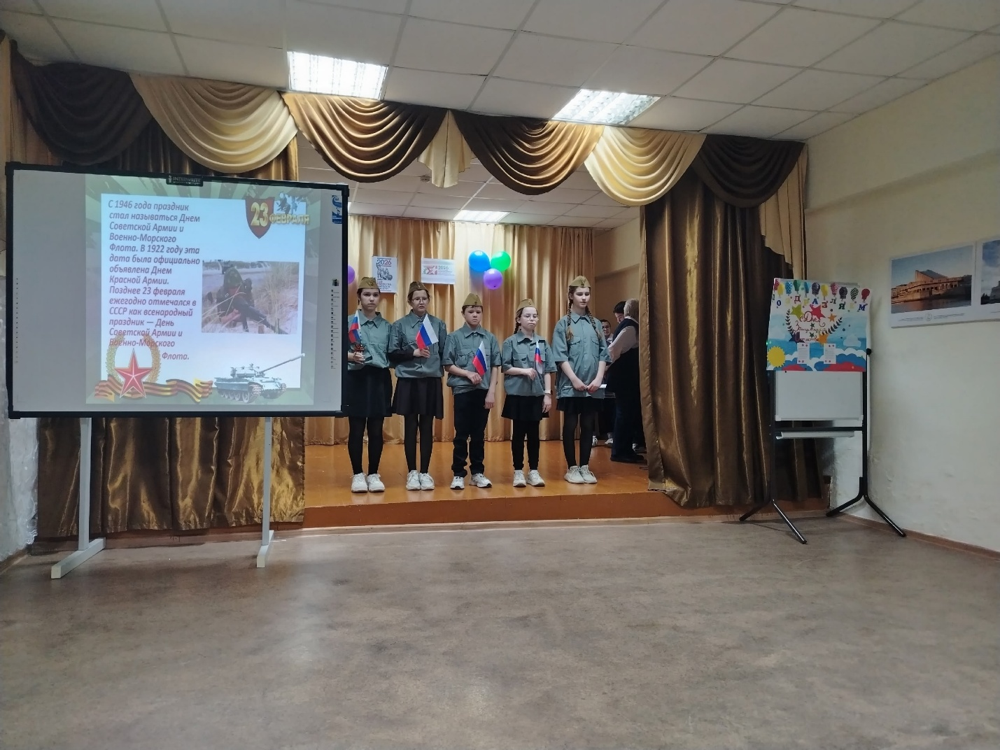 С 1946 года праздник
стал называться Днем
Советской Армии и
Военно-Морского
Флота. В 1922 году эта
дата была официально
объявлена Днем
Красной Армии.
Позднее 23 февраля
ежегодно отмечался в
СССР как всенародный
праздник — День
Советской Армии и
Военно-Морского
Флота.
23 ФЕВРАЛЯ
2026
2026